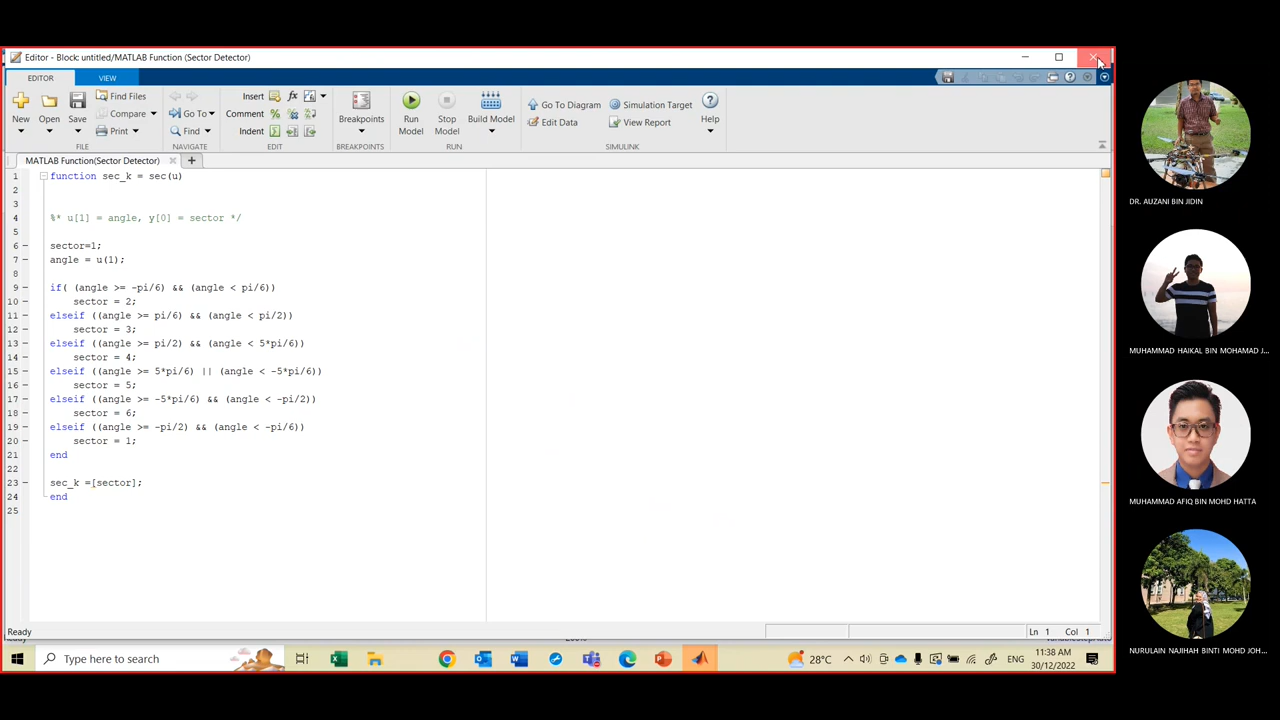 Editor - Block: untitled/MATLAB Function (Sector Detector)
EDITOR VIEW
New Open Save Find Files Compare Print
Go To Find
Insert fx
Comment %
Indent
Breakpoints
Run Model
Stop Model
Build Model
Go To Diagram
Edit Data
Simulation Target
View Report
Help
FILE NAVIGATE EDIT BREAKPOINTS RUN SIMULINK
MATLAB Function(Sector Detector)
1 function sec_k = sec(u)
2
3
4 %* u[1] = angle, y[0] = sector */
5
6 sector=1;
7 angle = u(1);
8
9 if( (angle >= -pi/6) && (angle < pi/6))
10 sector = 2;
11 elseif ((angle >= pi/6) && (angle < pi/2))
12 sector = 3;
13 elseif ((angle >= pi/2) && (angle < 5*pi/6))
14 sector = 4;
15 elseif ((angle >= 5*pi/6) || (angle < -5*pi/6))
16 sector = 5;
17 elseif ((angle >= -5*pi/6) && (angle < -pi/2))
18 sector = 6;
19 elseif ((angle >= -pi/2) && (angle < -pi/6))
20 sector = 1;
21 end
22
23 sec_k =[sector];
24 end
25
Ready Ln 1 Col 1
Type here to search 28°C ENG 11:38 AM
30/12/2022
DR. AUZANI BIN JIDIN
MUHAMMAD HAIKAL BIN MOHAMAD J...
MUHAMMAD AFIQ BIN MOHD HATTA
NURULAIN NAJIHAH BINTI MOHD JOH...